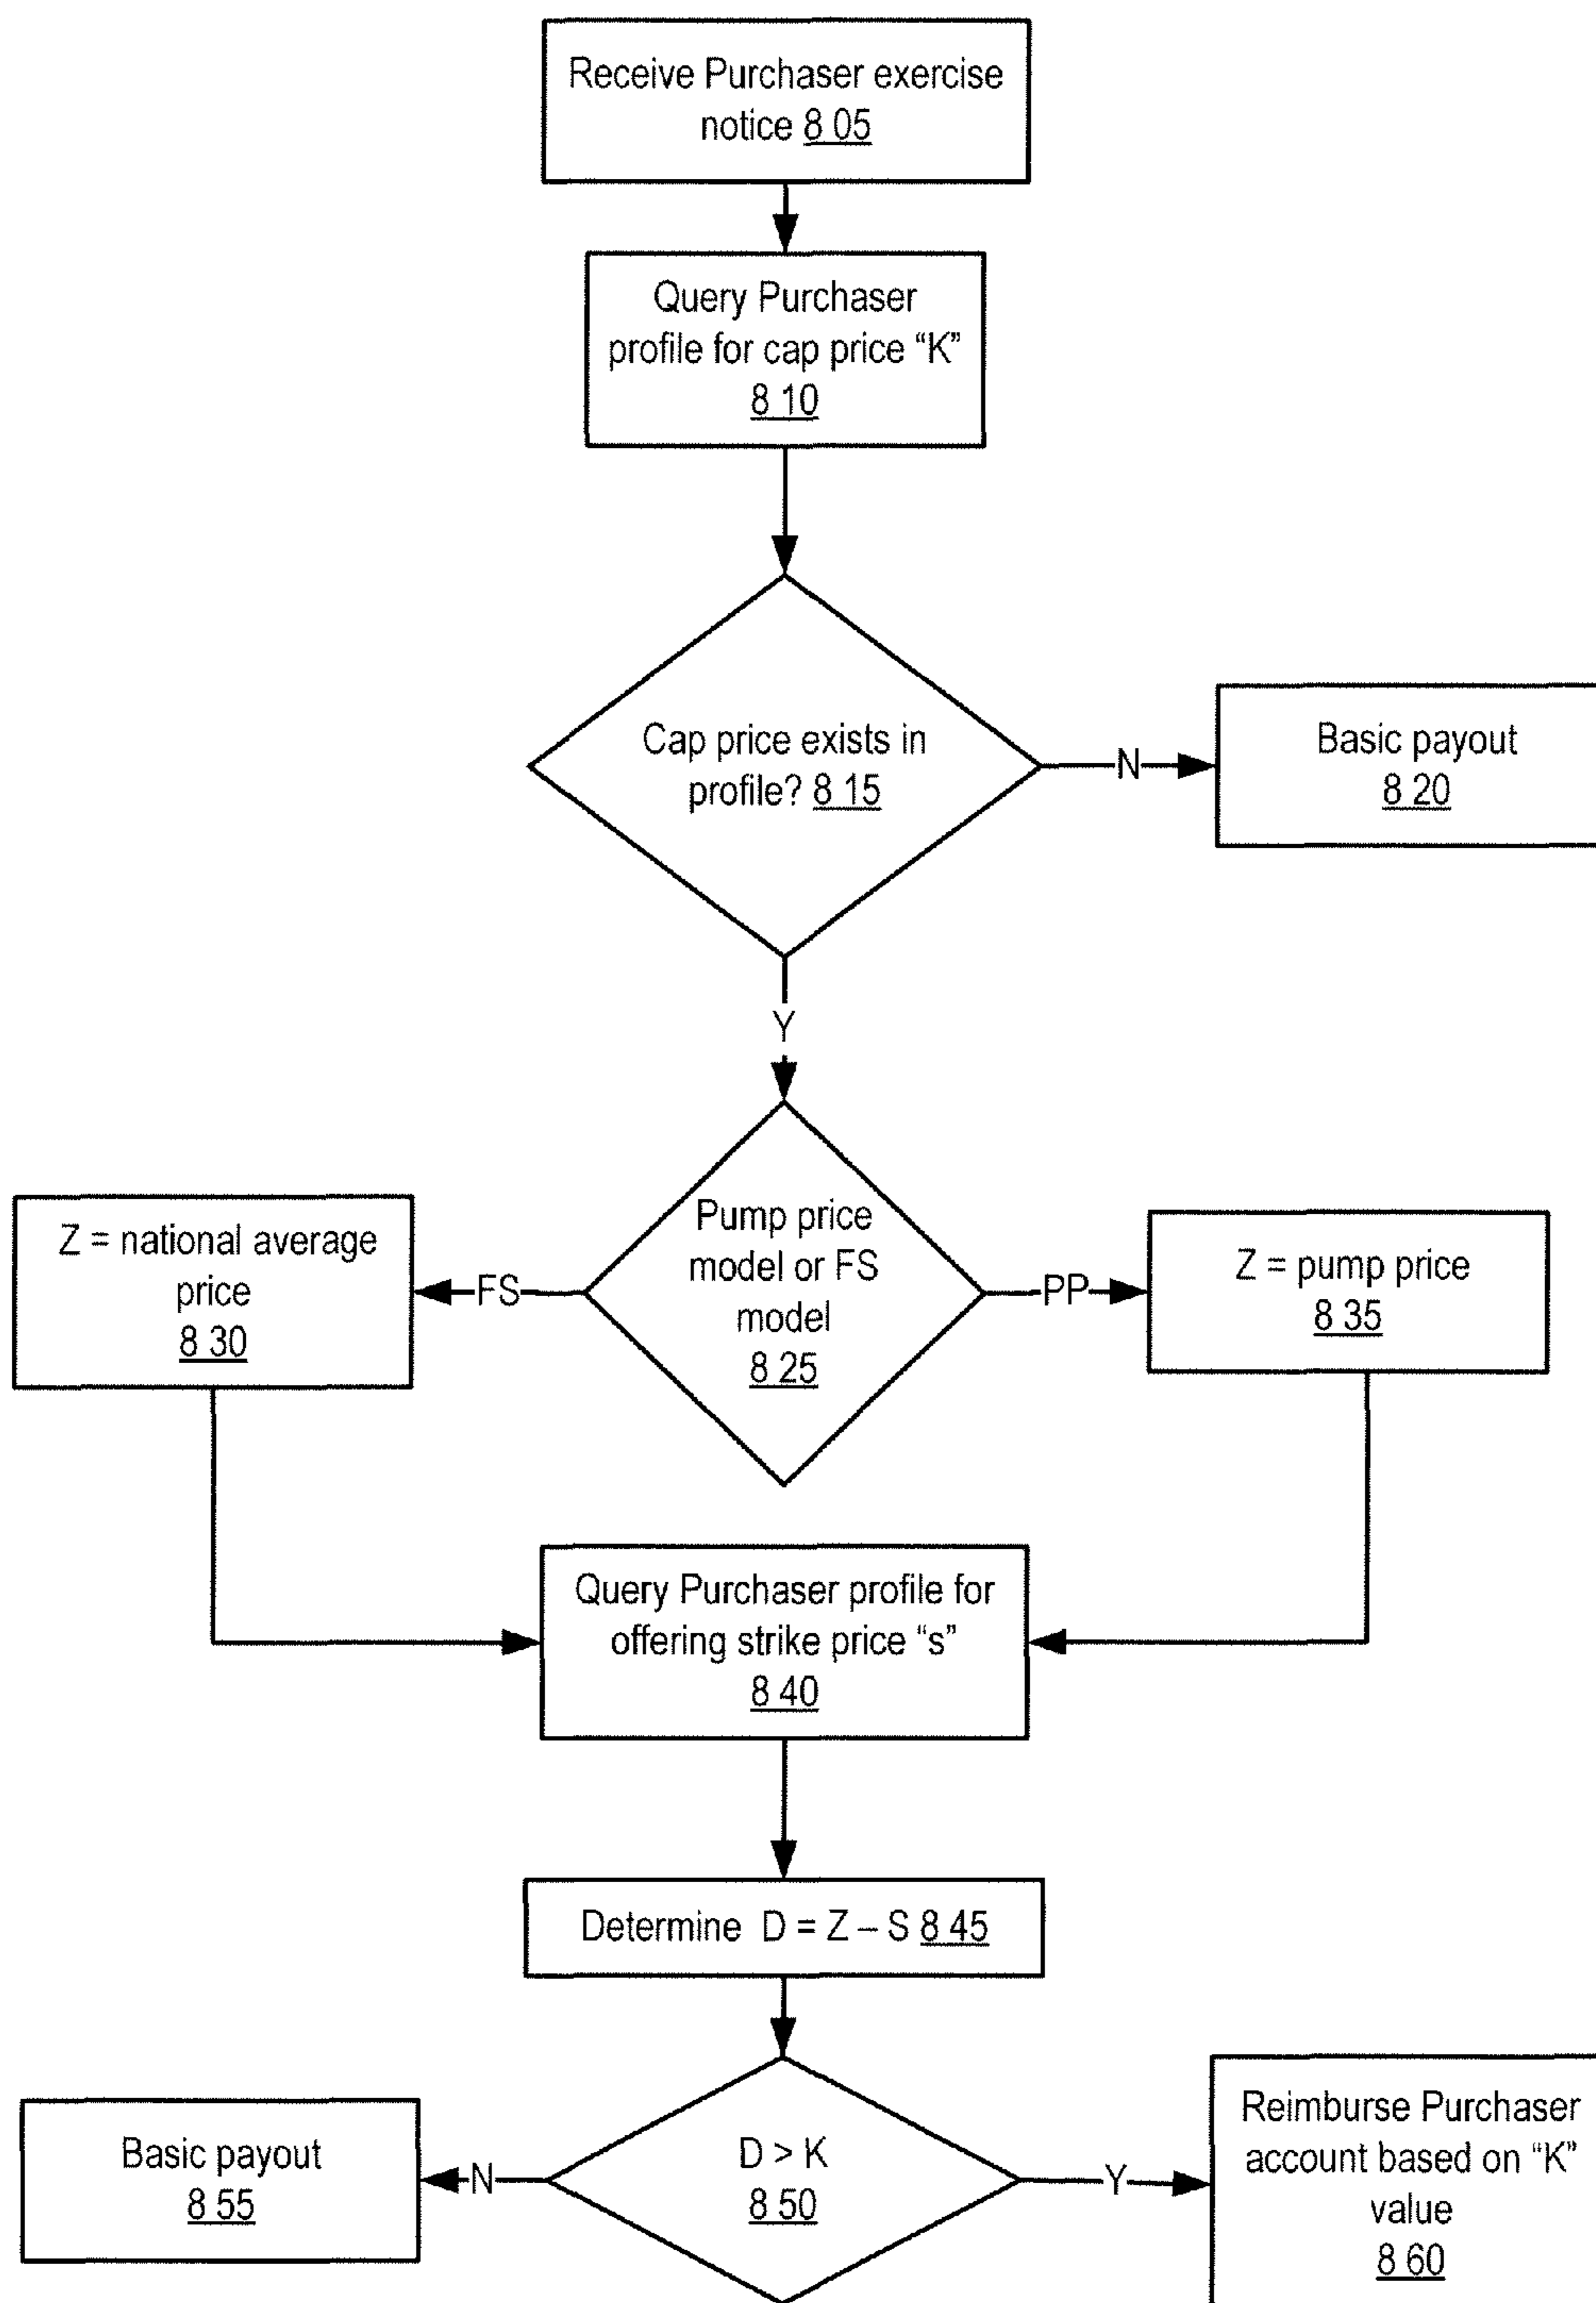 Receive Purchaser exercise
notice 8 05
Query Purchaser
profile for cap price “K”
8 10
Cap price exists in
profile? 8 15
N
Basic payout
8 20
Y
Z = national average
price
8 30
FS
Pump price
model or FS
model
8 25
PP
Z = pump price
8 35
Query Purchaser profile for
offering strike price “s”
8 40
Determine D = Z – S 8 45
Basic payout
8 55
N
D > K
8 50
Y
Reimburse Purchaser
account based on “K”
value
8 60